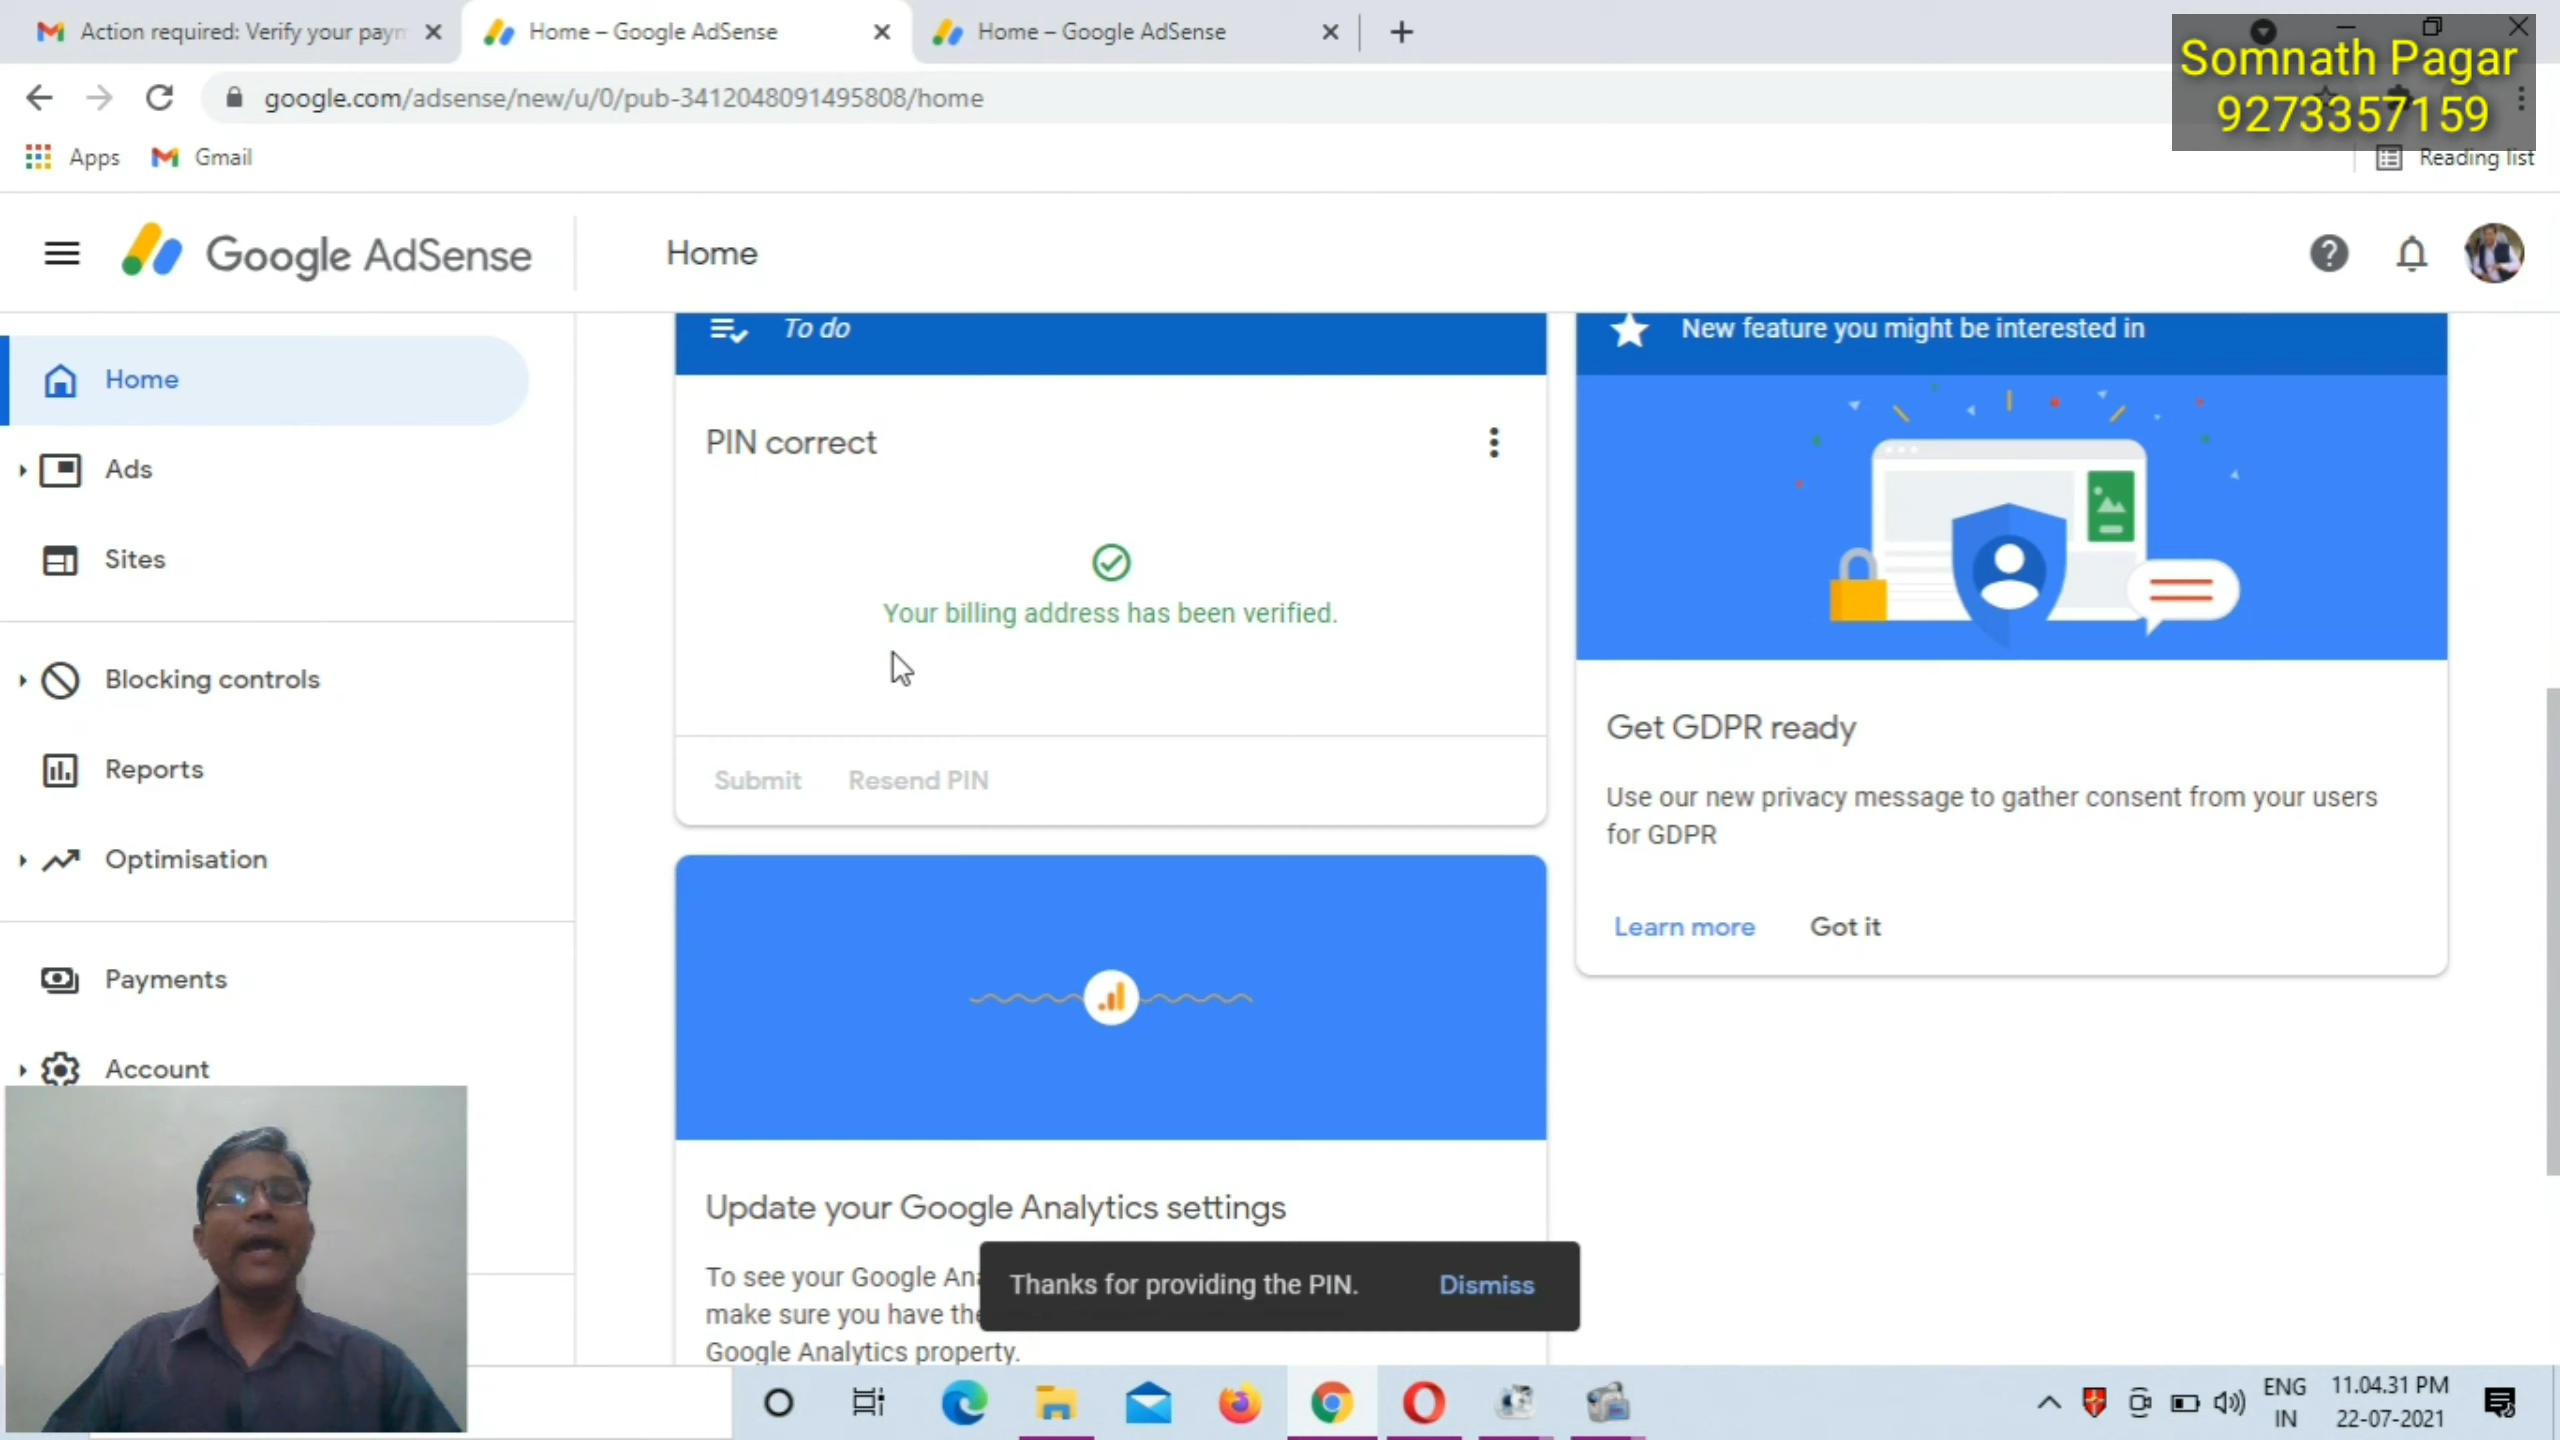 Action required: Verify your paym
Home – Google AdSense
Home – Google AdSense
Somnath Pagar
9273357159
google.com/adsense/new/u/0/pub-3412048091495808/home
Apps
Gmail
Reading list
Google AdSense
Home
Home
Ads
Sites
Blocking controls
Reports
Optimisation
Payments
Account
To do
PIN correct
Your billing address has been verified.
Submit
Resend PIN
New feature you might be interested in
Get GDPR ready
Use our new privacy message to gather consent from your users
for GDPR
Learn more
Got it
Update your Google Analytics settings
To see your Google Ana
make sure you have the
Google Analytics property.
Thanks for providing the PIN.
Dismiss
ENG
IN
11.04.31 PM
22-07-2021